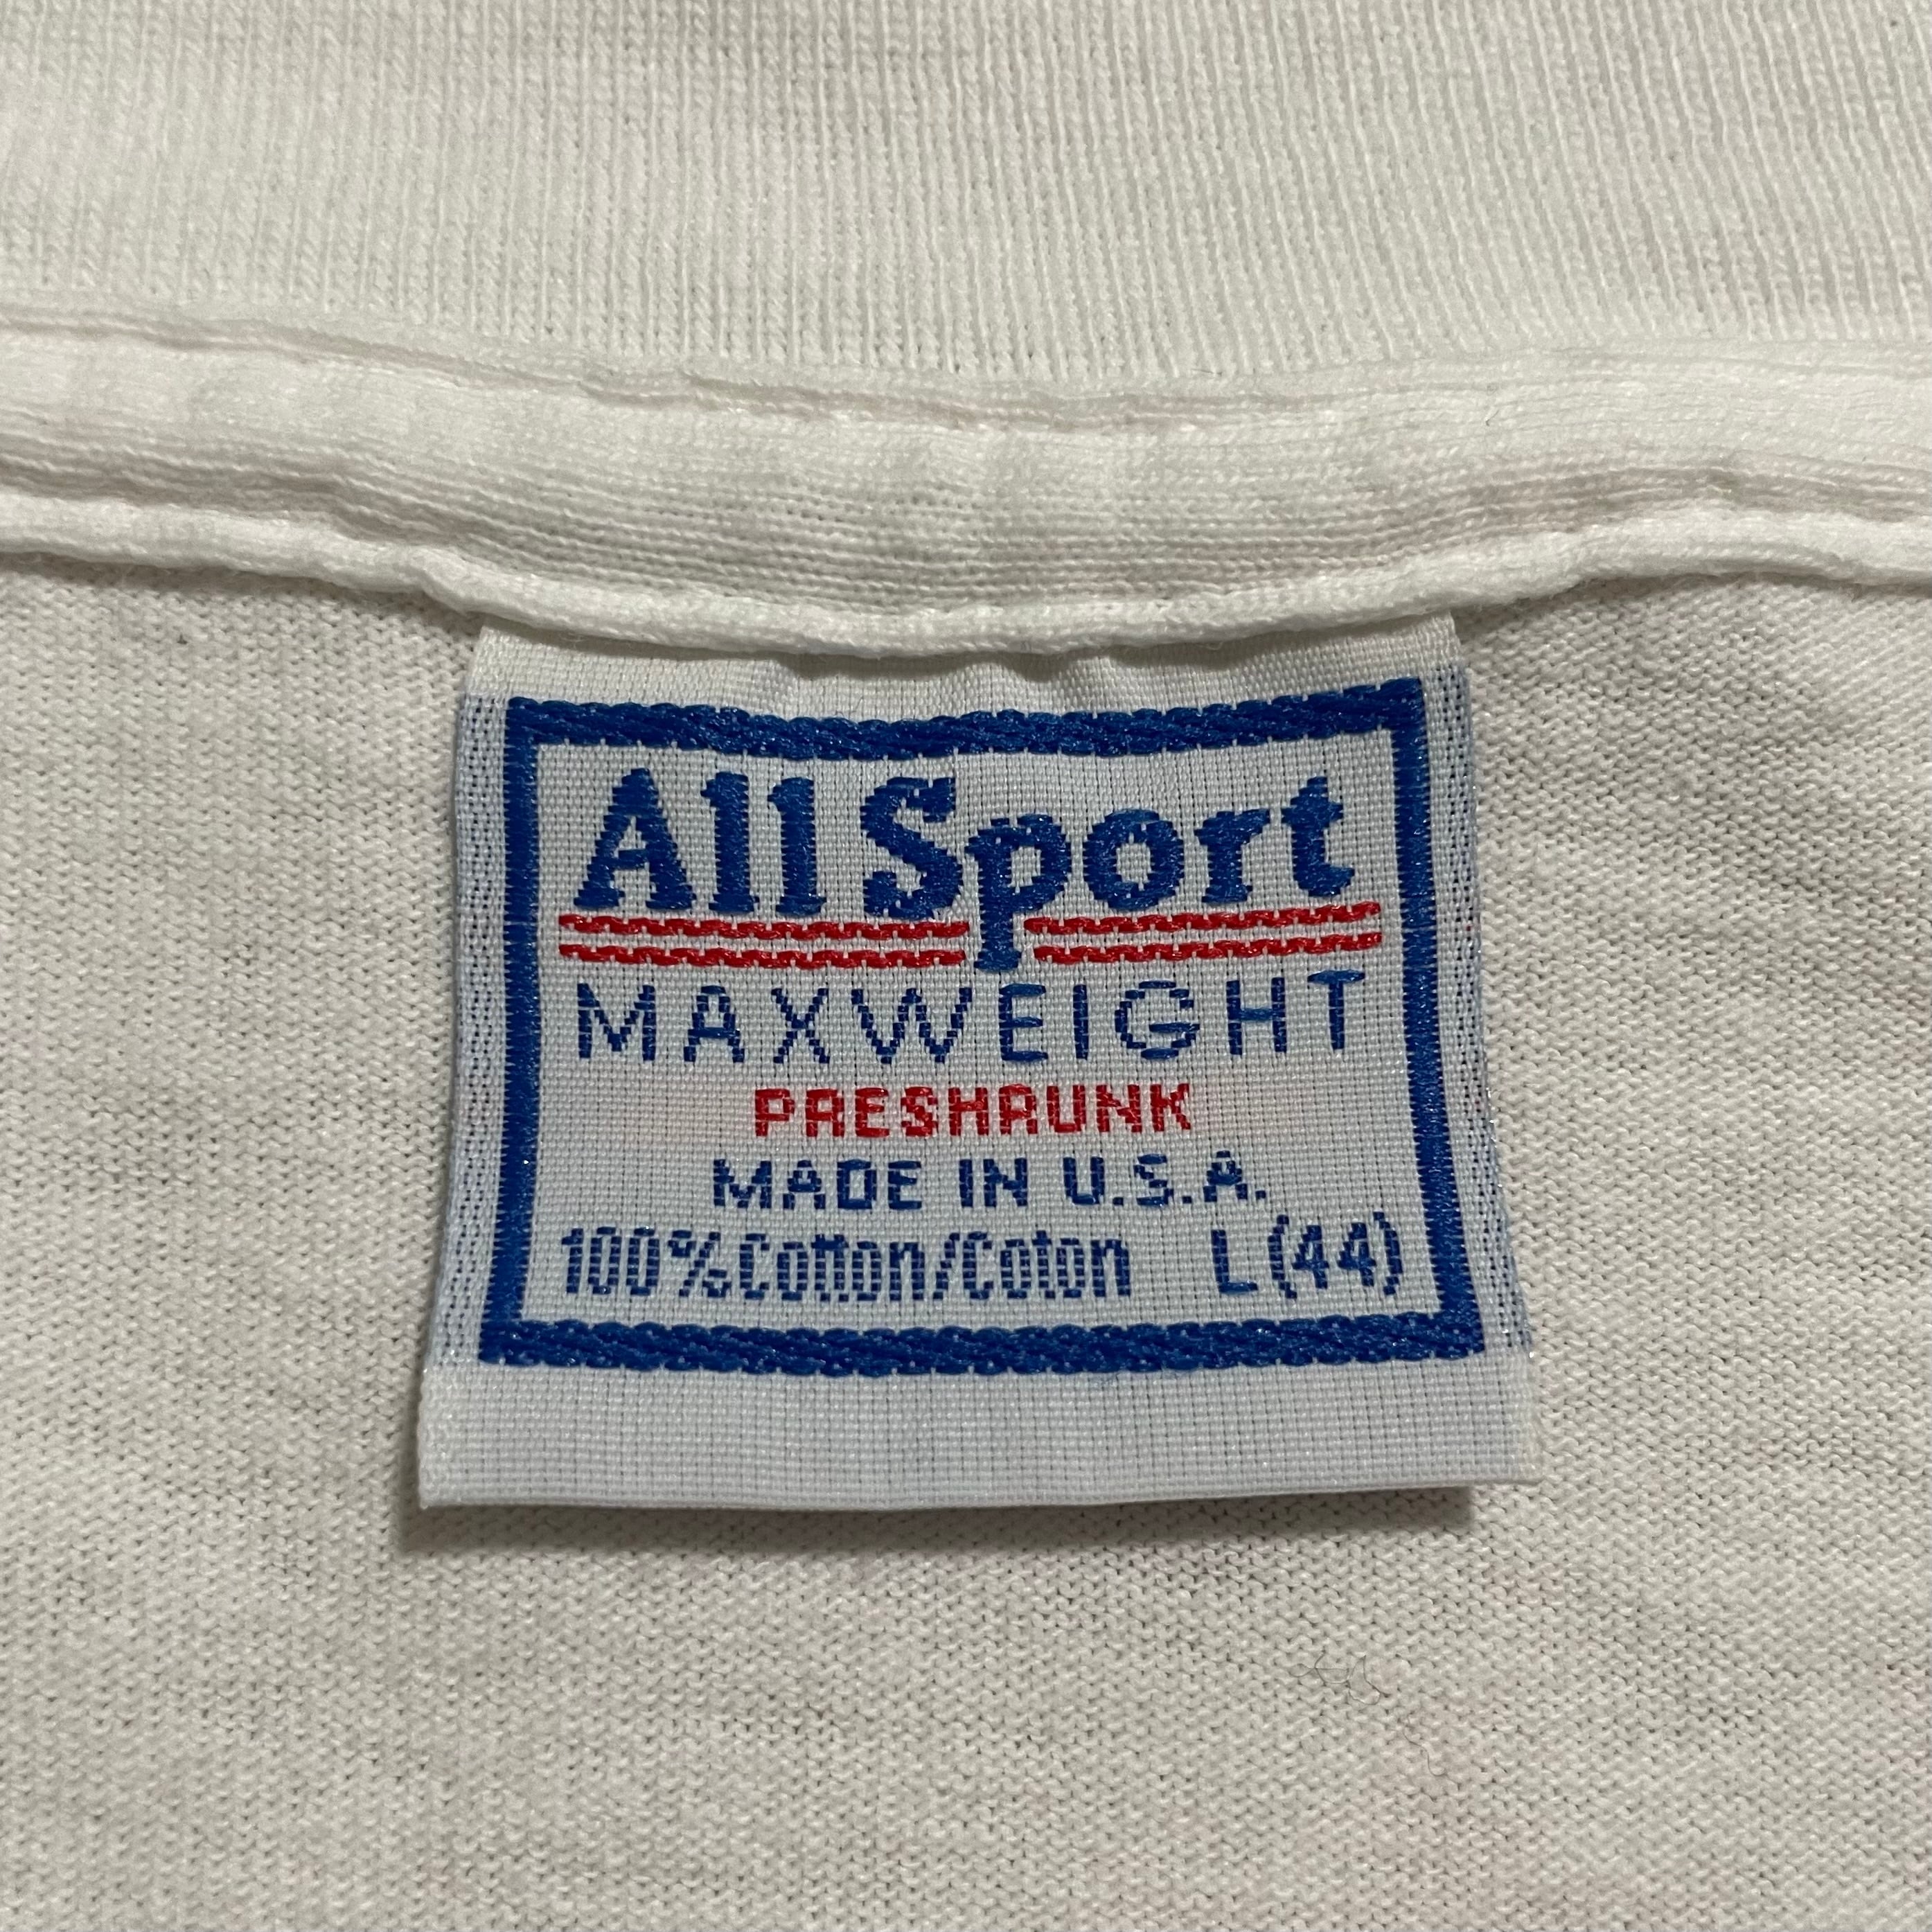 All Sport
MAXWEIGHT
PRESHRUNK
MADE IN U.S.A.
100% Cotton/Coton L (44)